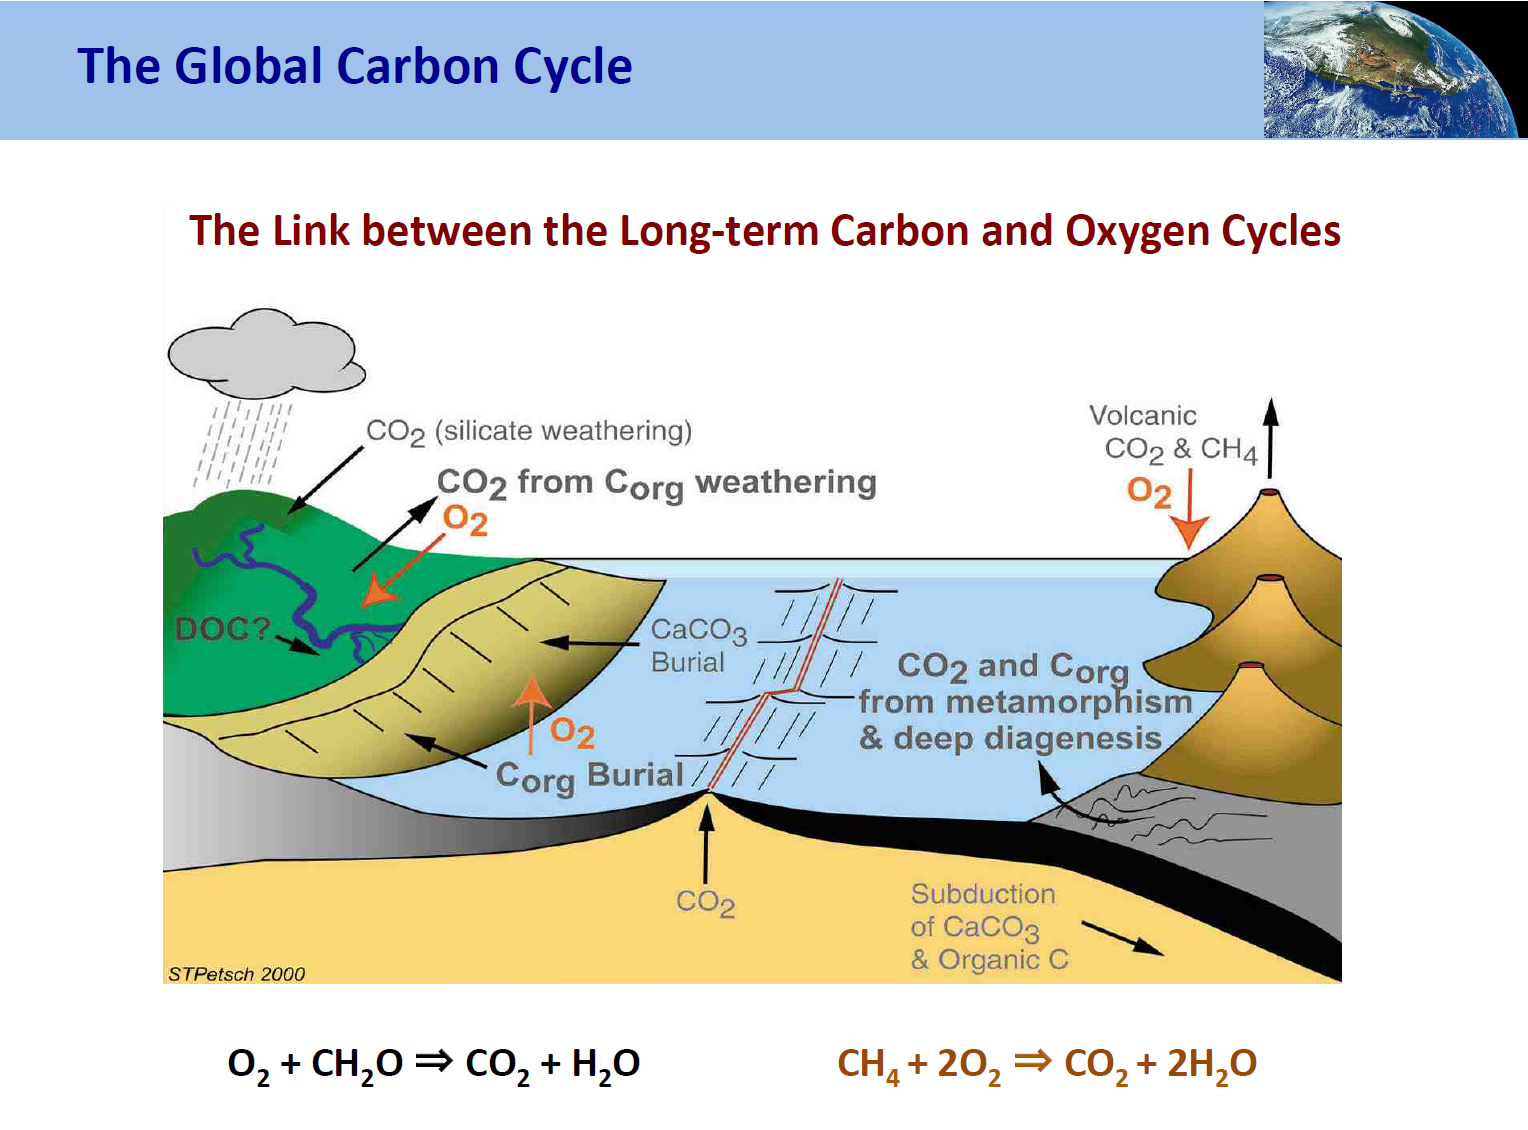 The Global Carbon Cycle
The Link between the Long-term Carbon and Oxygen Cycles
CO2 (silicate weathering)
CO2 from Corg weathering
O2
Volcanic
CO2 & CH4
O2
DOC?
CaCO3
Burial
CO2 and Corg
from metamorphism
& deep diagenesis
O2
Corg Burial
CO2
Subduction
of CaCO3
& Organic C
STPetsch 2000
O2 + CH2O ⇒ CO2 + H2O
CH4 + 2O2 ⇒ CO2 + 2H2O